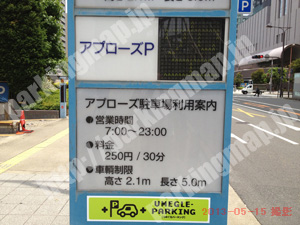 アプローズP
アプローズ駐車場利用案内
●営業時間
7:00～23:00
●料金
250円/30分
●車輌制限
高さ2.1m 長さ5.0m
UMEGLE-
PARKING
2011-05-15 撮影